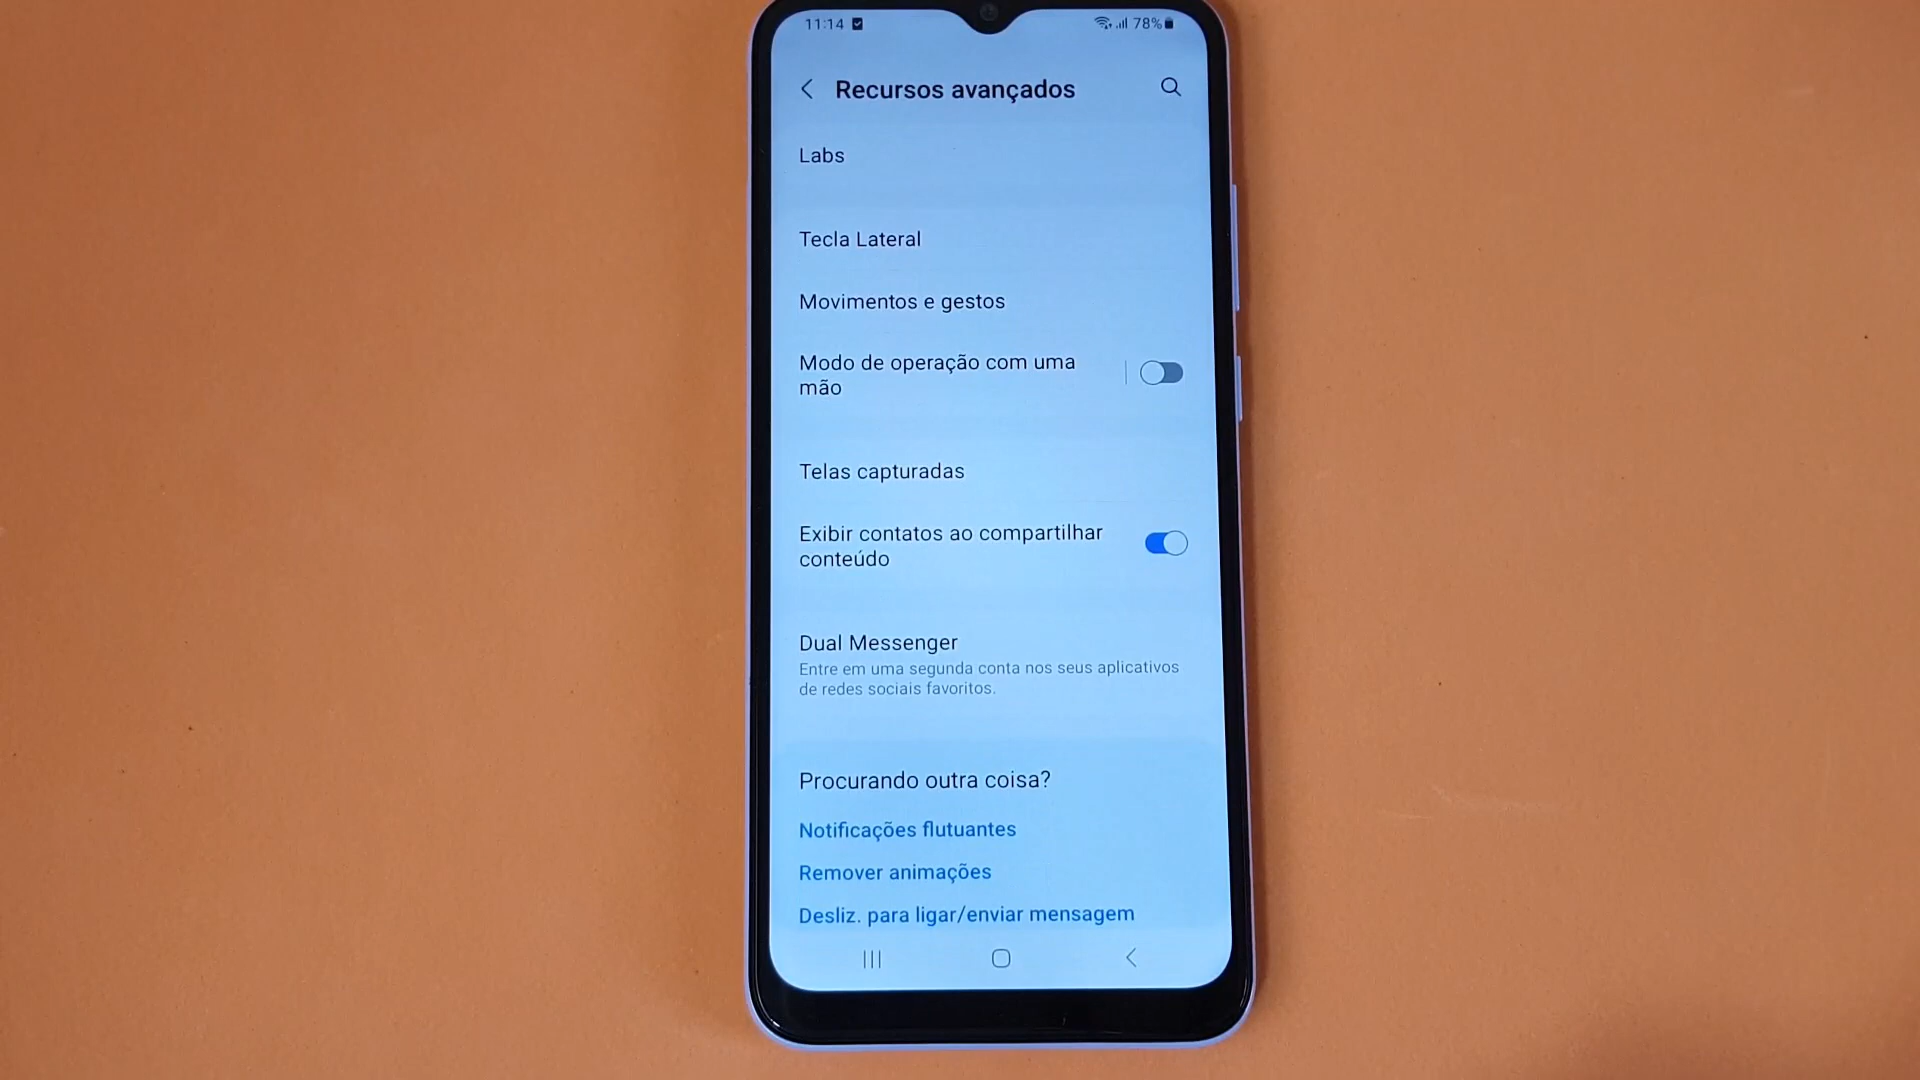 11:14
78%
Recursos avançados
Labs
Tecla Lateral
Movimentos e gestos
Modo de operação com uma
mão
Telas capturadas
Exibir contatos ao compartilhar
conteúdo
Dual Messenger
Entre em uma segunda conta nos seus aplicativos
de redes sociais favoritos.
Procurando outra coisa?
Notificações flutuantes
Remover animações
Desliz. para ligar/enviar mensagem